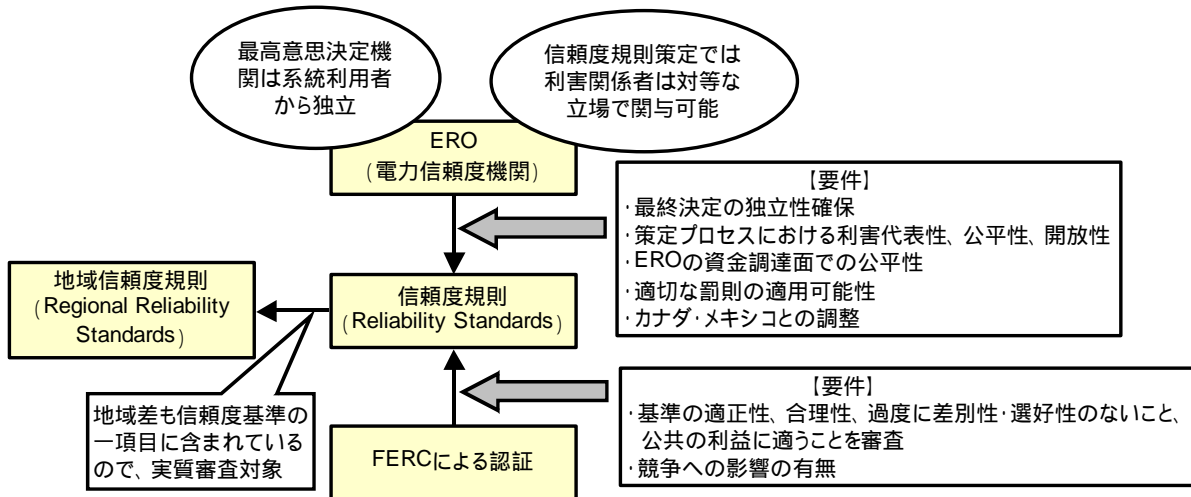 最高意思決定機
関は系統利用者
から独立
信頼度規則策定では
利害関係者は対等な
立場で関与可能
ERO
(電力信頼度機関)
【要件】
・最終決定の独立性確保
・策定プロセスにおける利害代表性、公平性、開放性
・EROの資金調達面での公平性
・適切な罰則の適用可能性
・カナダ・メキシコとの調整
地域信頼度規則
(Regional Reliability
Standards)
信頼度規則
(Reliability Standards)
地域差も信頼度基準の
一項目に含まれている
ので、実質審査対象
FERCによる認証
【要件】
・基準の適正性、合理性、過度に差別性・選好性のないこと、
公共の利益に適うことを審査
・競争への影響の有無